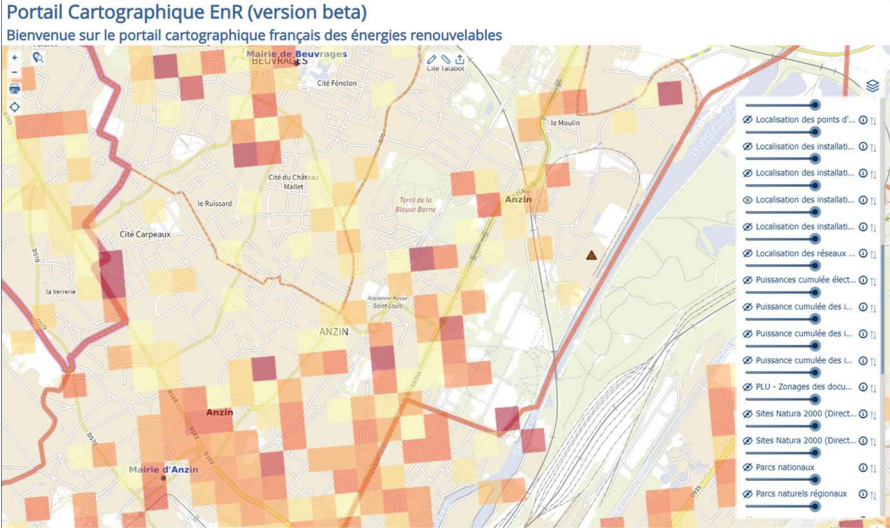 Portail Cartographique EnR (version beta)
Bienvenue sur le portail cartographique français des énergies renouvelables
Mairie de Beuvrages
BEUVRAGES
Cité Fénelon
Cité Talabot
le Moulin
Cité du Château
Mallet
le Ruissard
Terril de la
Bleuse Borne
Anzin
Cité Carpeaux
la Verrerie
Ancienne Fosse
Saint-Louis
ANZIN
Anzin
Mairie d'Anzin
Localisation des points d'...
Localisation des installati...
Localisation des installati...
Localisation des installati...
Localisation des installati...
Localisation des réseaux ...
Puissances cumulée élect...
Puissance cumulée des i...
Puissance cumulée des i...
Puissance cumulée des i...
PLU - Zonages des docu...
Sites Natura 2000 (Direct...
Sites Natura 2000 (Direct...
Parcs nationaux
Parcs naturels régionaux